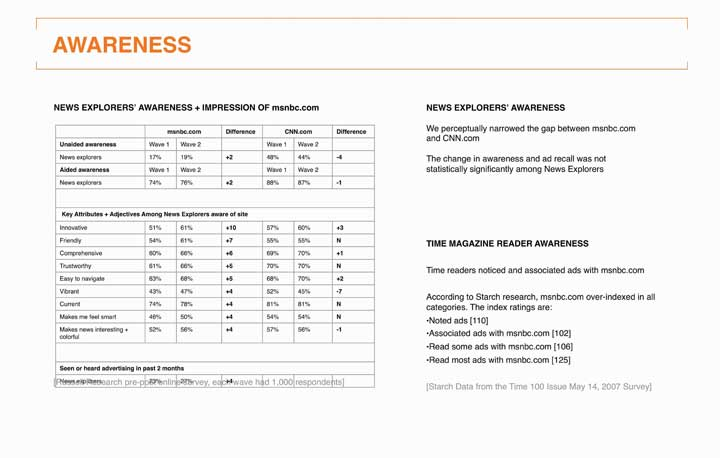 AWARENESS
NEWS EXPLORERS' AWARENESS + IMPRESSION OF msnbc.com
msnbc.com Difference CNN.com Difference
Unaided awareness Wave 1 Wave 2 Wave 1 Wave 2
News explorers 17% 19% +2 48% 44% -4
Aided awareness Wave 1 Wave 2 Wave 1 Wave 2
News explorers 74% 76% +2 88% 87% -1
Key Attributes + Adjectives Among News Explorers aware of site
Innovative 51% 61% +10 57% 60% +3
Friendly 54% 61% +7 55% 55% N
Comprehensive 60% 66% +6 69% 70% +1
Trustworthy 61% 66% +5 70% 70% N
Easy to navigate 63% 68% +5 68% 70% +2
Vibrant 43% 47% +4 52% 45% -7
Current 74% 78% +4 81% 81% N
Makes me feel smart 46% 50% +4 54% 54% N
Makes news interesting + 52% 56% +4 57% 56% -1
colorful
Seen or heard advertising in past 2 months
News explorers +4
Research pre-post online survey, each wave had 1,000 respondents]
NEWS EXPLORERS' AWARENESS
We perceptually narrowed the gap between msnbc.com
and CNN.com
The change in awareness and ad recall was not
statistically significantly among News Explorers
TIME MAGAZINE READER AWARENESS
Time readers noticed and associated ads with msnbc.com
According to Starch research, msnbc.com over-indexed in all
categories. The index ratings are:
•Noted ads [110]
•Associated ads with msnbc.com [102]
•Read some ads with msnbc.com [106]
•Read most ads with msnbc.com [125]
[Starch Data from the Time 100 Issue May 14, 2007 Survey]